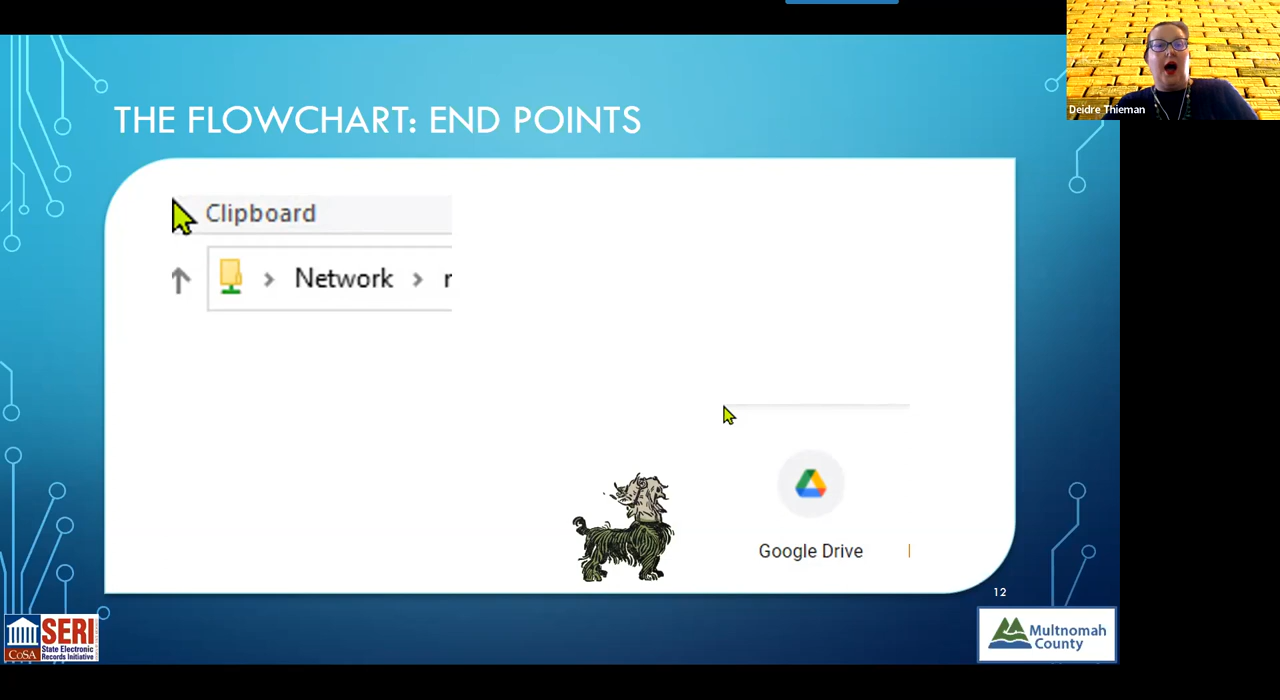 Deidre Thieman
THE FLOWCHART: END POINTS
Clipboard
Network
Google Drive
12
SERI
CoSA
State Electronic
Records Initiative
Multnomah
County